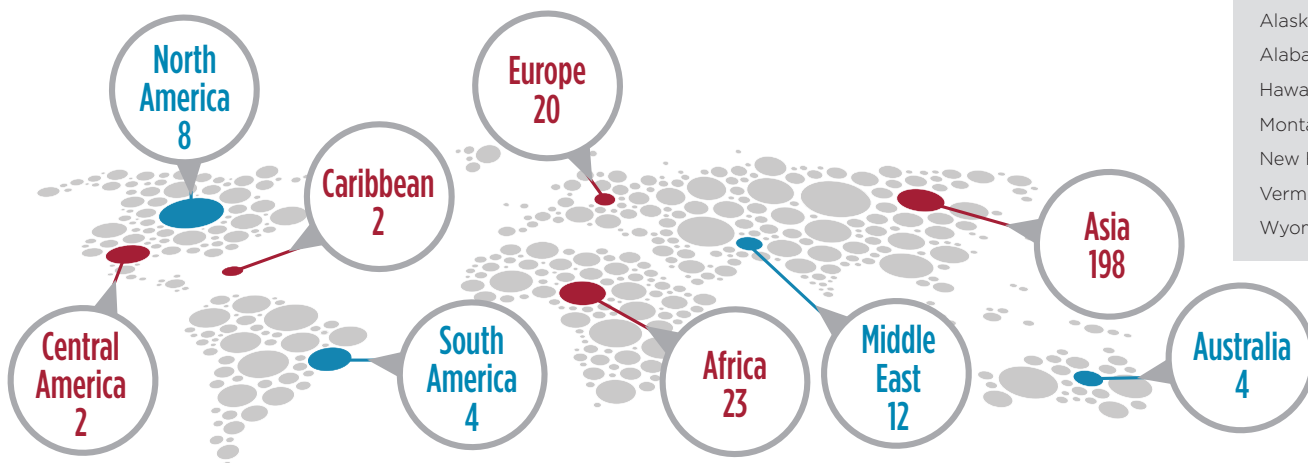 North
America
8
Europe
20
Caribbean
2
Asia
198
Central
America
2
South
America
4
Africa
23
Middle
East
12
Australia
4
New